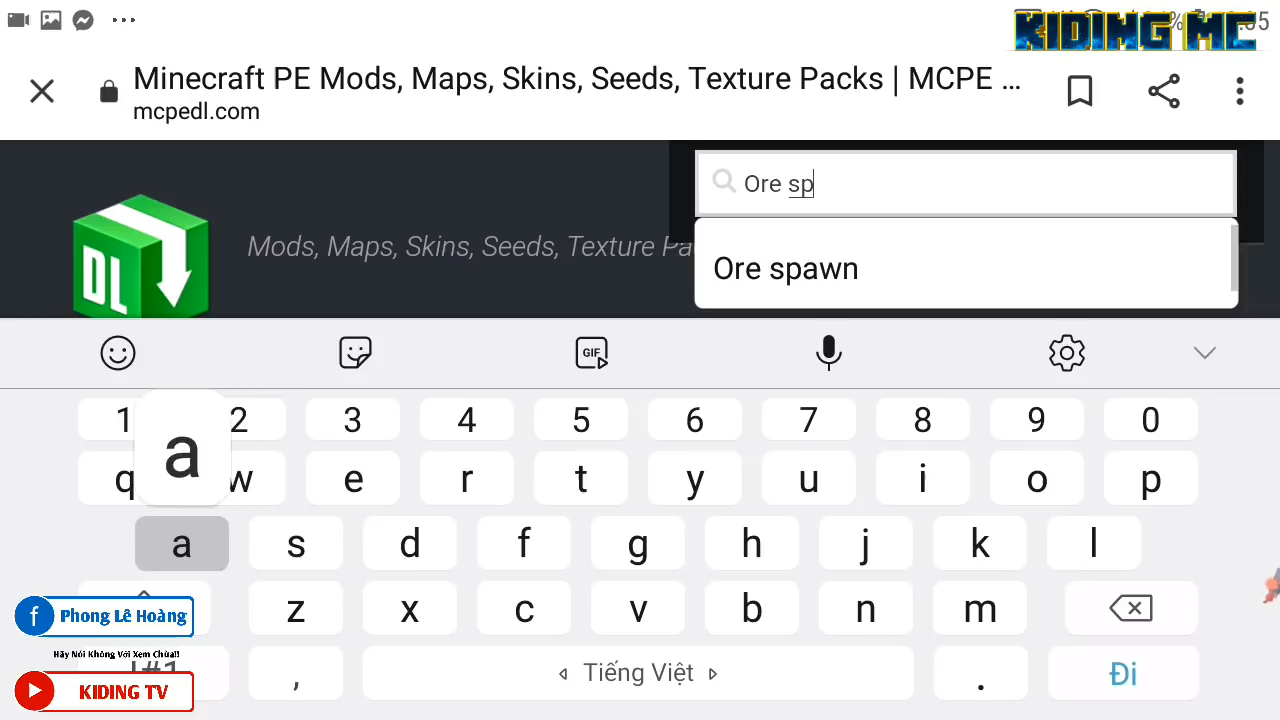 KIDING MC
Minecraft PE Mods, Maps, Skins, Seeds, Texture Packs | MCPE ...
mcpedl.com
Ore sp
DL
Mods, Maps, Skins, Seeds, Texture Pa
Ore spawn
GIF
1 2 3 4 5 6 7 8 9 0
a
q w e r t y u i o p
a s d f g h j k l
z x c v b n m
f Phong Lê Hoàng
Hãy Nói Không Với Xem Chùa!!
!#1 , Tiếng Việt . Đi
KIDING TV